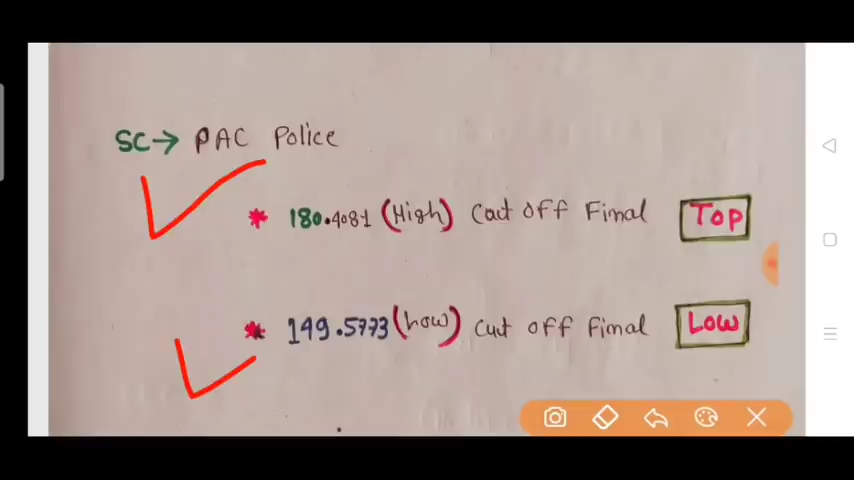 SC→ PAC Police
* 180.4081 (High) Cut off Final Top
* 149.5773 (Low) Cut off Final Low